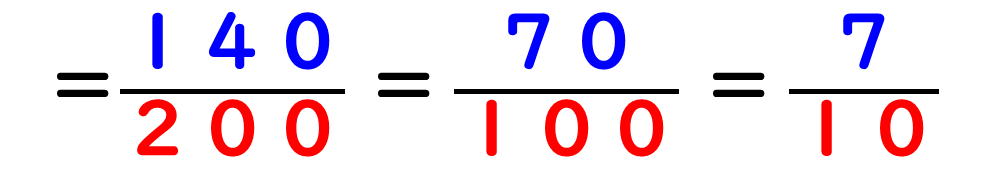 = 140/200 = 70/100 = 7/10